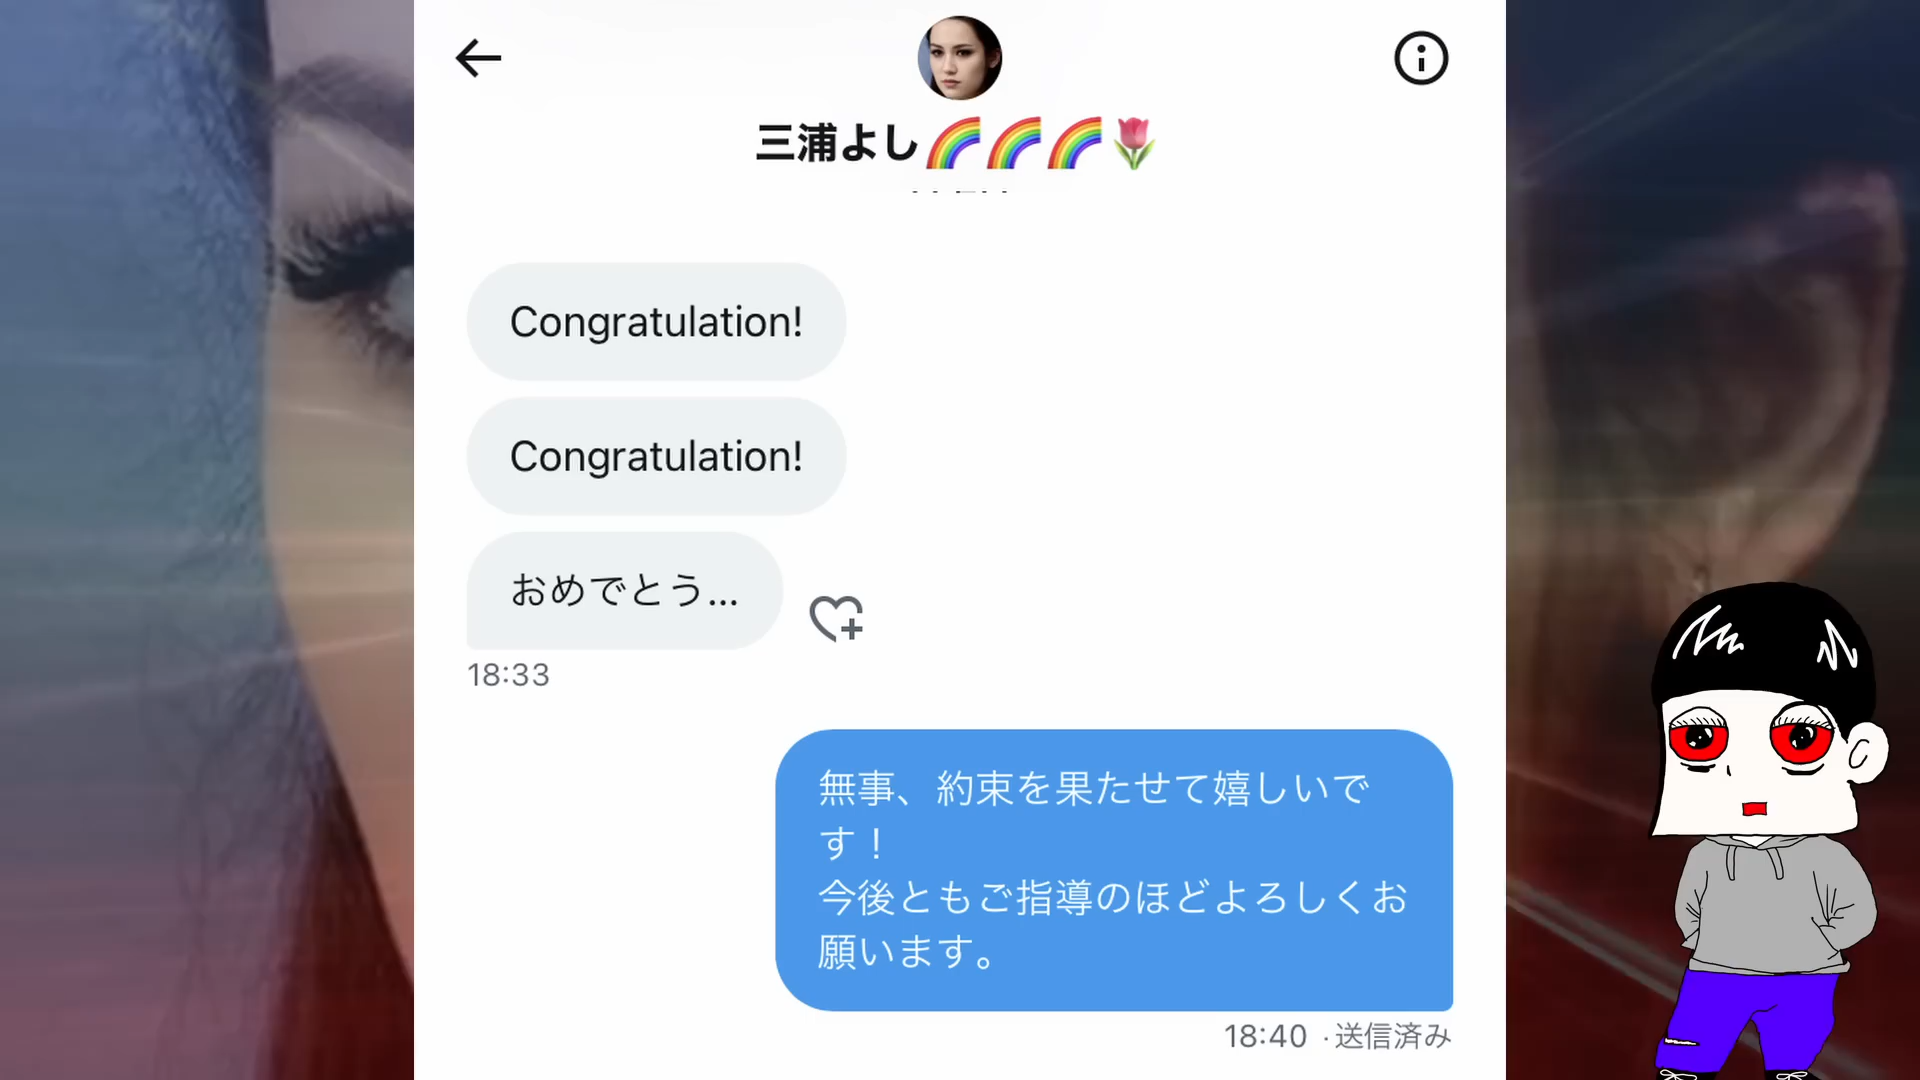 三浦よし🌈🌈🌈🌷
Congratulation!
Congratulation!
おめでとう...
18:33
無事、約束を果たせて嬉しいで
す！
今後ともご指導のほどよろしくお
願います。
18:40 ·送信済み